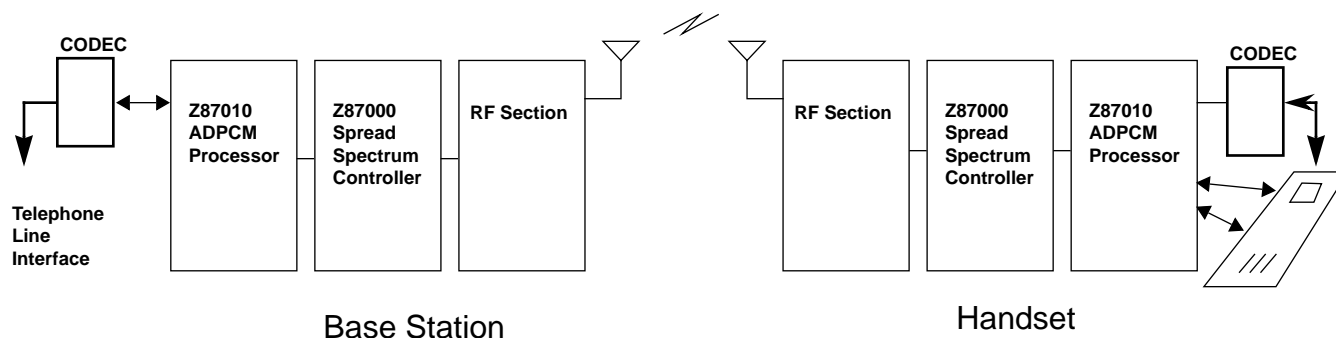 CODEC
Z87010
ADPCM
Processor
Z87000
Spread
Spectrum
Controller
RF Section
Telephone
Line
Interface
Base Station
RF Section
Z87000
Spread
Spectrum
Controller
Z87010
ADPCM
Processor
CODEC
Handset